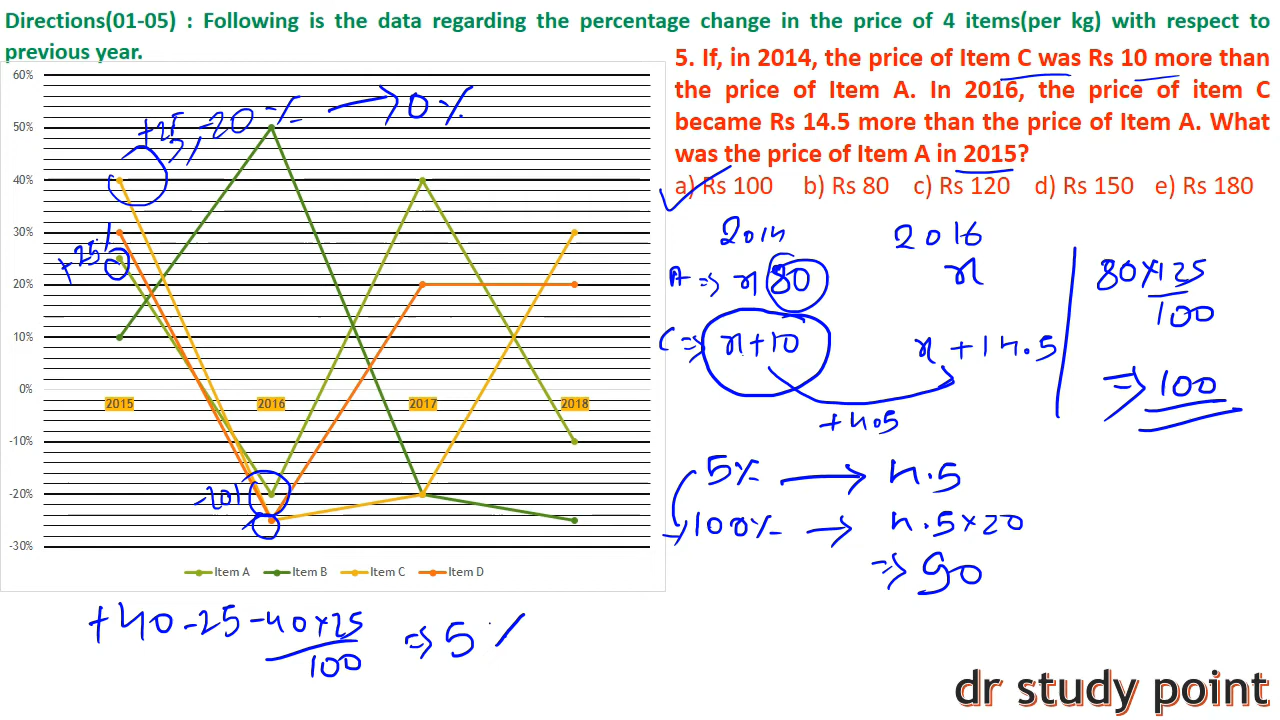 Directions(01-05) : Following is the data regarding the percentage change in the price of 4 items(per kg) with respect to
previous year.
5. If, in 2014, the price of Item C was Rs 10 more than
the price of Item A. In 2016, the price of item C
became Rs 14.5 more than the price of Item A. What
was the price of Item A in 2015?
a) Rs 100 b) Rs 80 c) Rs 120 d) Rs 150 e) Rs 180
60%
50%
40%
30%
20%
10%
0%
-10%
-20%
-30%
2015 2016 2017 2018
Item A Item B Item C Item D
+25%, -20% → 0%
+25%
-20%
+40 -25 -40×25
100
⇒ 5%
2014 2016
A ⇒ x 80 x
C ⇒ x+10 x +14.5
+4.5
5% → 4.5
100% → 4.5×20
⇒ 90
80×125
100
⇒ 100
dr study point